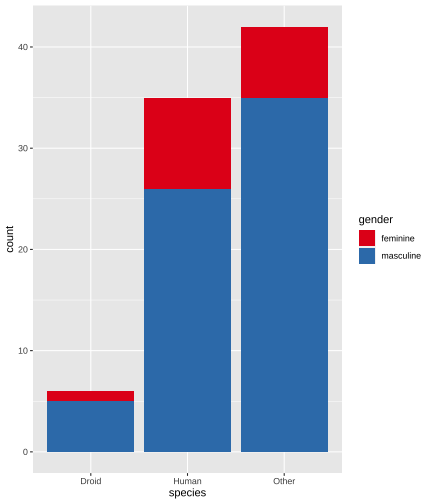 count
40
30
20
10
0
Droid
Human
Other
species
gender
feminine
masculine